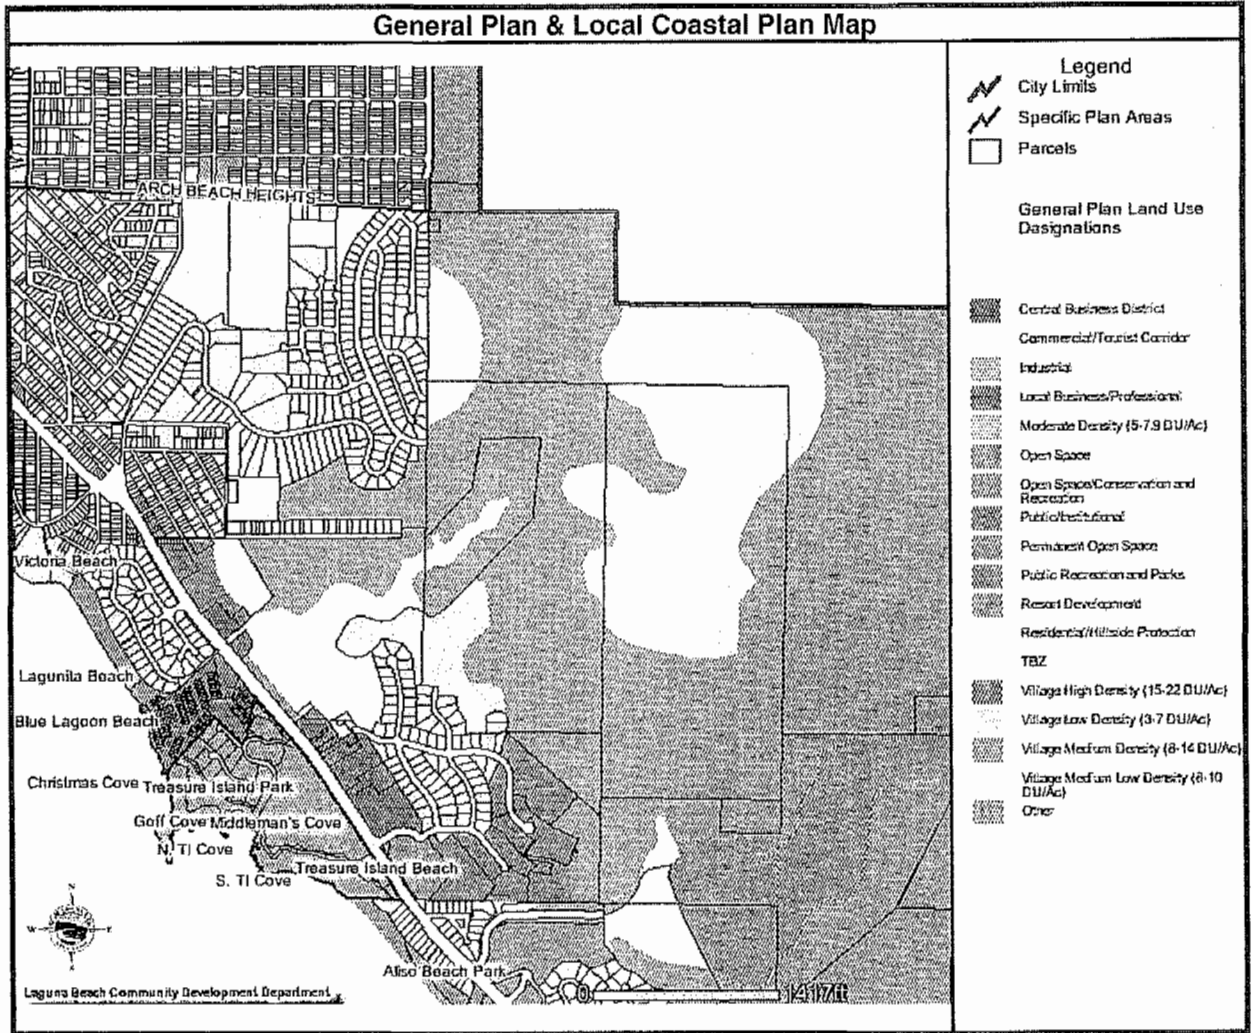 General Plan & Local Coastal Plan Map
Legend
City Limits
Specific Plan Areas
Parcels
General Plan Land Use
Designations
Central Business District
Commercial/Tourist Corridor
Industrial
Local Business/Professional
Moderate Density (5-7.9 DU/Ac)
Open Space
Open Space/Conservation and
Recreation
Public/Institutional
Permanent Open Space
Public Recreation and Parks
Resort Development
Residential/Hillside Protection
TBZ
Village High Density (15-22 DU/Ac)
Village Low Density (3-7 DU/Ac)
Village Medium Density (8-14 DU/Ac)
Village Medium Low Density (6-10
DU/Ac)
Other
ARCH BEACH HEIGHTS
Victoria Beach
Lagunita Beach
Blue Lagoon Beach
Christmas Cove
Treasure Island Park
Goff Cove
Middleman's Cove
N. TI Cove
Treasure Island Beach
S. TI Cove
N
W
E
S
Aliso Beach Park
Laguna Beach Community Development Department
0
1417ft